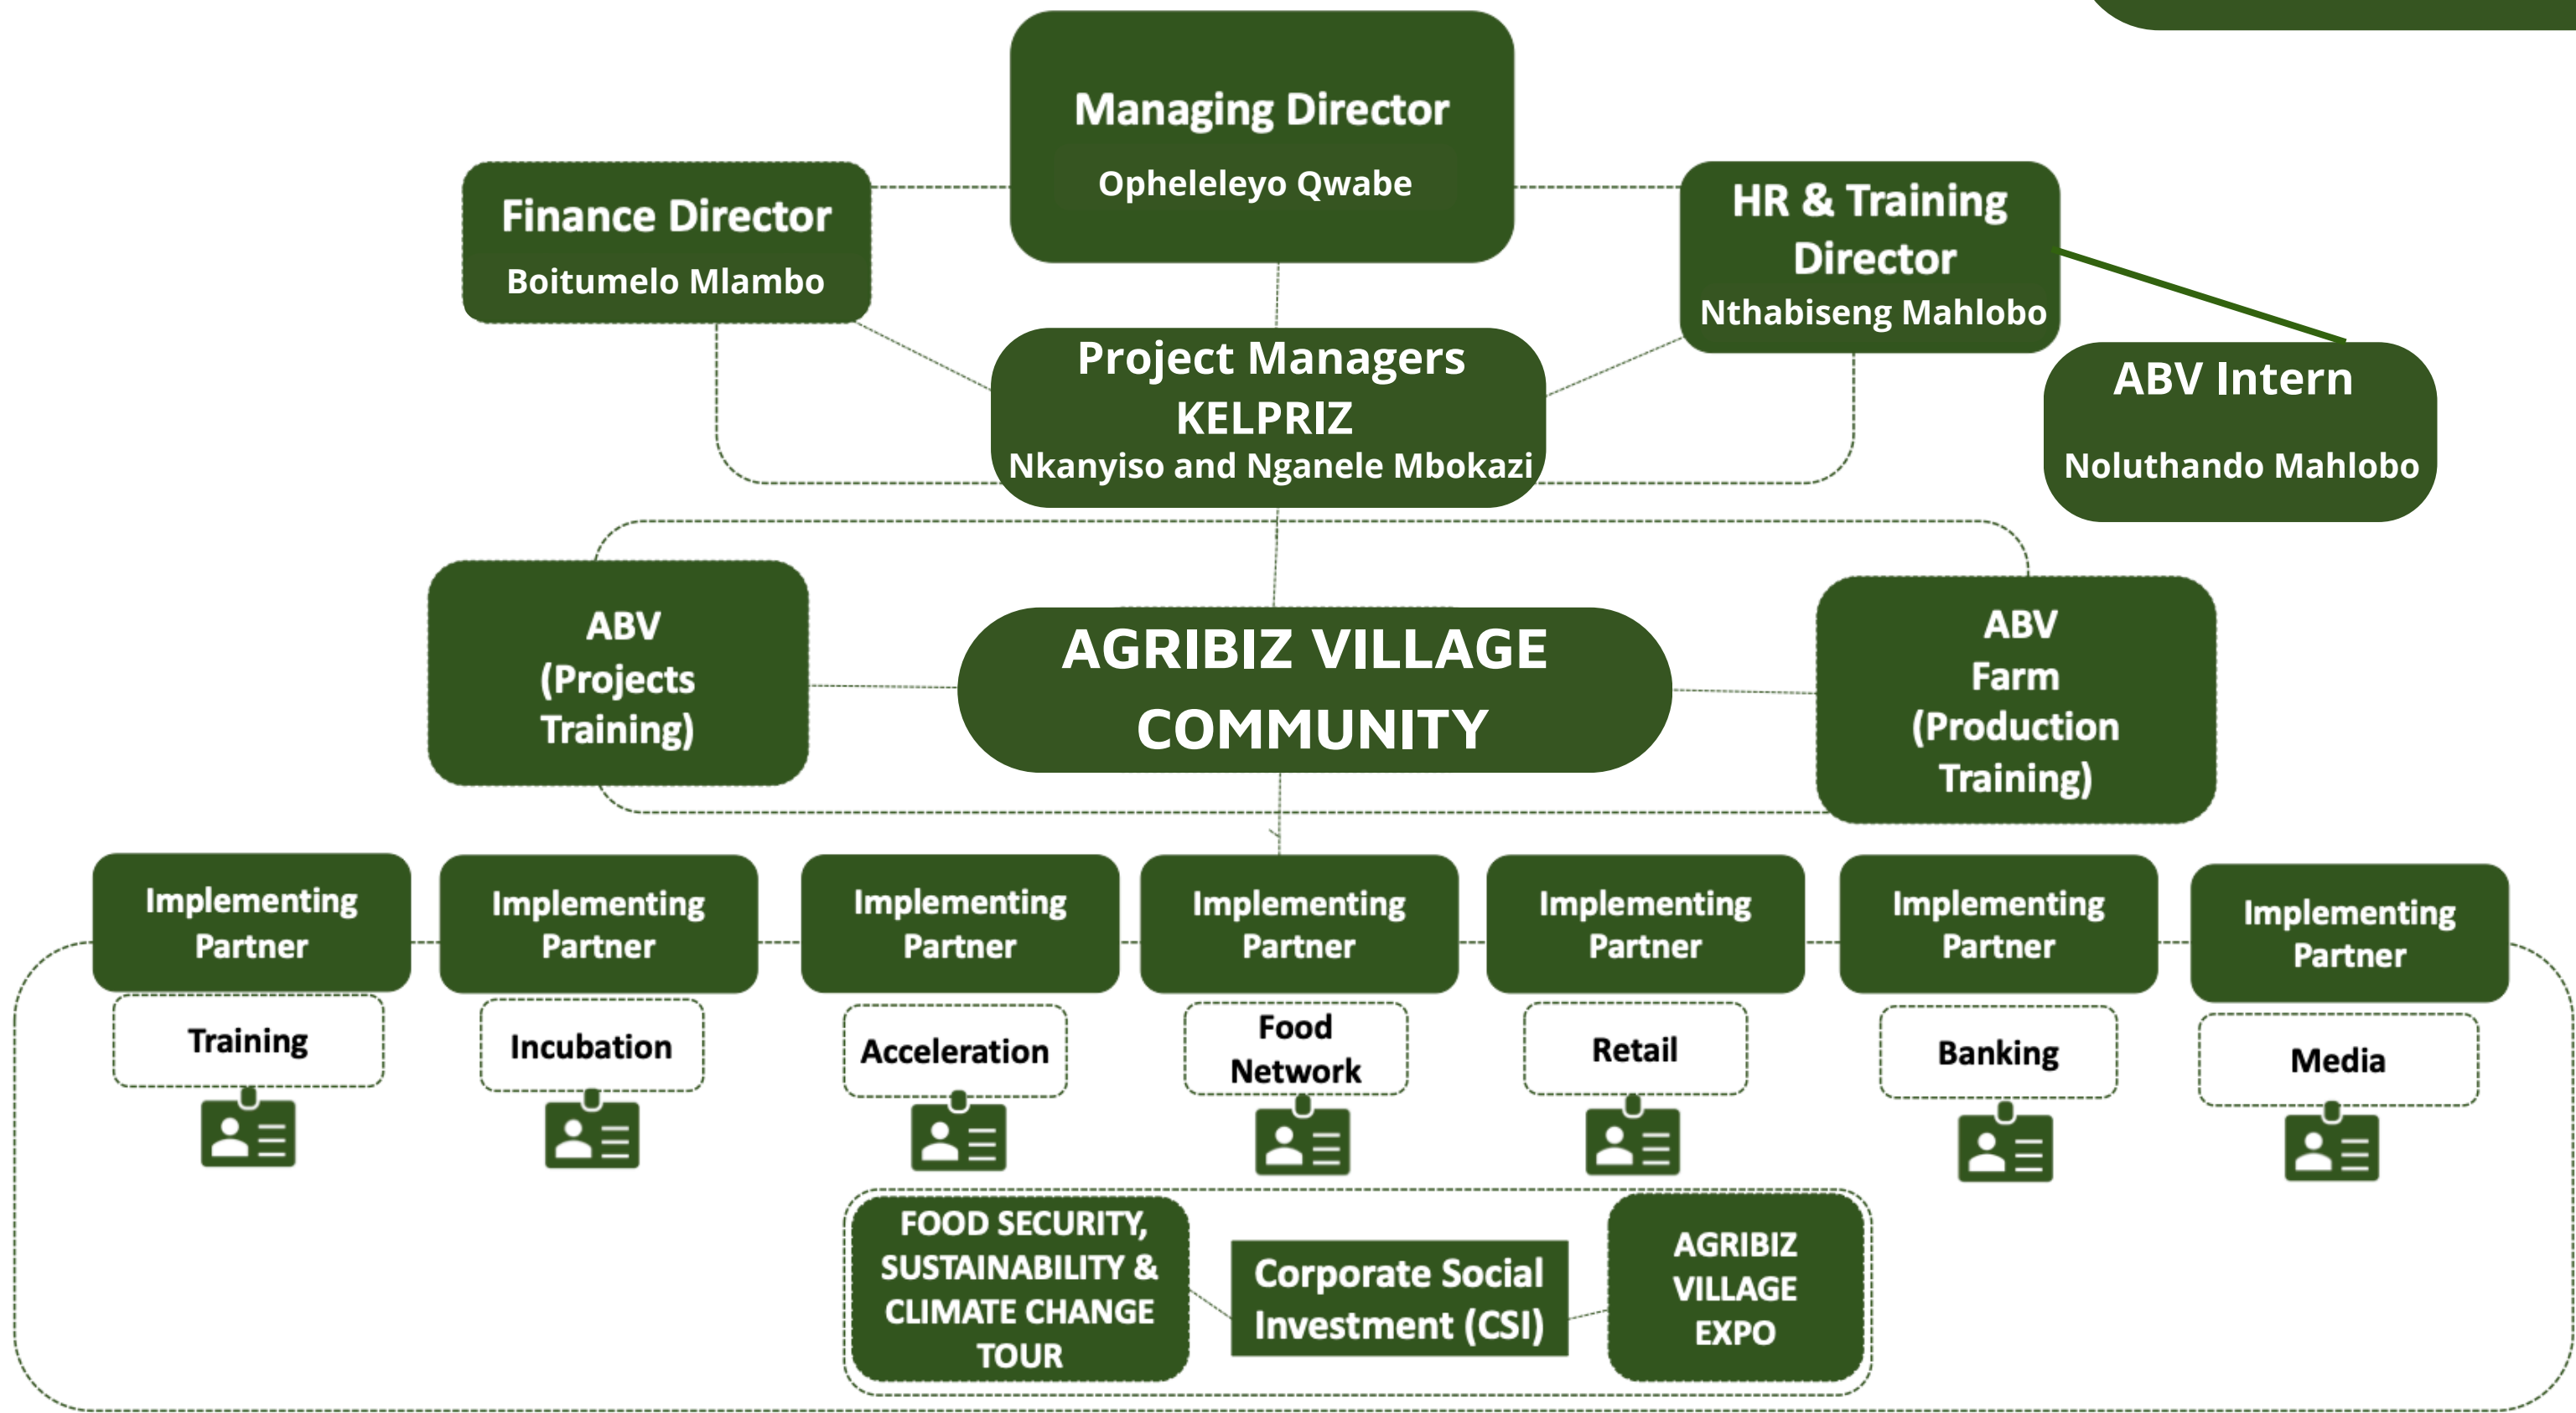 Managing Director
Opheleleyo Qwabe
Finance Director
Boitumelo Mlambo
HR & Training
Director
Nthabiseng Mahlobo
Project Managers
KELPRIZ
Nkanyiso and Nganele Mbokazi
ABV Intern
Noluthando Mahlobo
ABV
(Projects
Training)
AGRIBIZ VILLAGE
COMMUNITY
ABV
Farm
(Production
Training)
Implementing
Partner
Training
Implementing
Partner
Incubation
Implementing
Partner
Acceleration
Implementing
Partner
Food
Network
Implementing
Partner
Retail
Implementing
Partner
Banking
Implementing
Partner
Media
FOOD SECURITY,
SUSTAINABILITY &
CLIMATE CHANGE
TOUR
Corporate Social
Investment (CSI)
AGRIBIZ
VILLAGE
EXPO